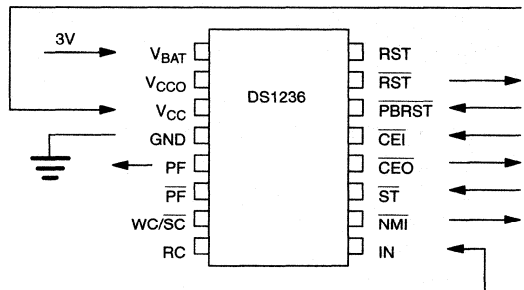 3V
VBAT
RST
VCCO
RST
DS1236
VCC
PBRST
GND
CEI
PF
CEO
PF
ST
WC/SC
NMI
RC
IN